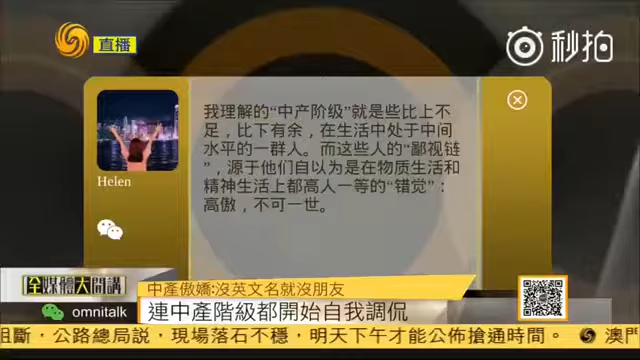 直播
秒拍
我理解的“中产阶级”就是些比上不
足，比下有余，在生活中处于中间
水平的一群人。而这些人的“鄙视链
”，源于他们自以为是在物质生活和
精神生活上都高人一等的“错觉”：
高傲，不可一世。
Helen
全媒體大開講
中產傲嬌:沒英文名就沒朋友
omnitalk
連中產階級都開始自我調侃
阻斷，公路總局説，現場落石不穩，明天下午才能公佈搶通時間。 澳門